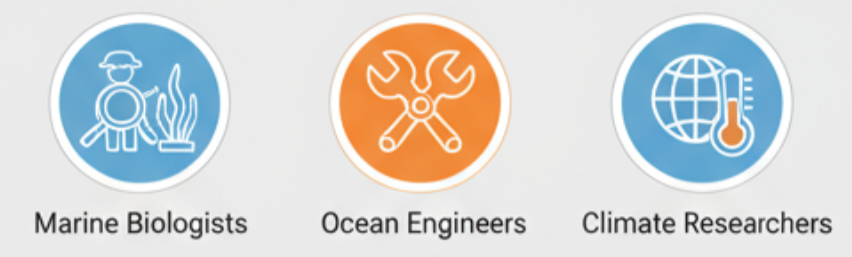 Marine Biologists
Ocean Engineers
Climate Researchers